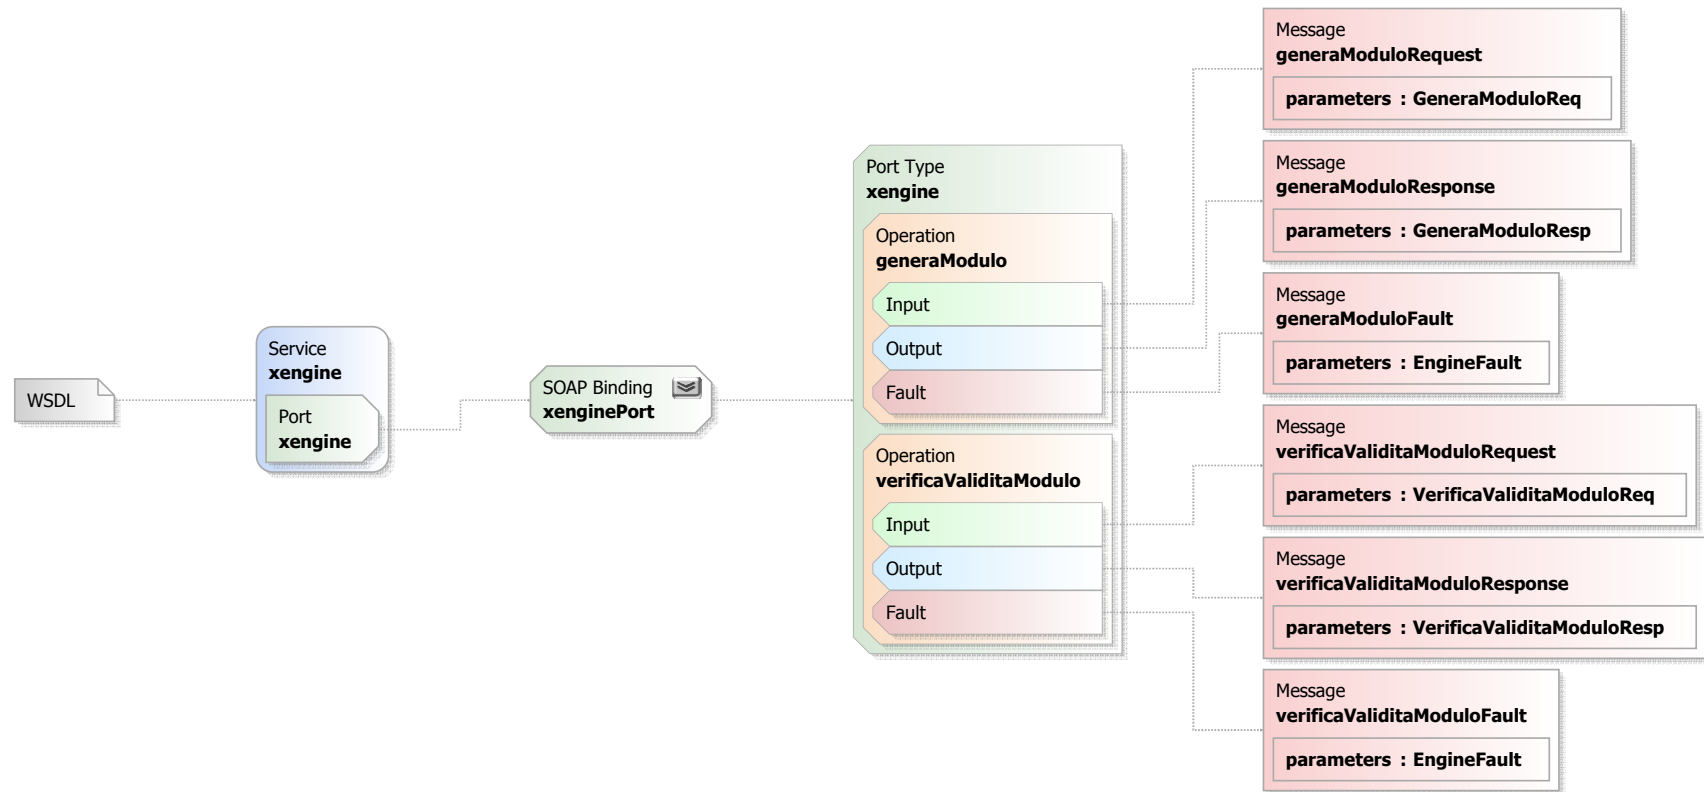 WSDL
Service
xengine
Port
xengine
SOAP Binding
xenginePort
Port Type
xengine
Operation
generaModulo
Input
Output
Fault
Operation
verificaValiditaModulo
Input
Output
Fault
Message
generaModuloRequest
parameters : GeneraModuloReq
Message
generaModuloResponse
parameters : GeneraModuloResp
Message
generaModuloFault
parameters : EngineFault
Message
verificaValiditaModuloRequest
parameters : VerificaValiditaModuloReq
Message
verificaValiditaModuloResponse
parameters : VerificaValiditaModuloResp
Message
verificaValiditaModuloFault
parameters : EngineFault